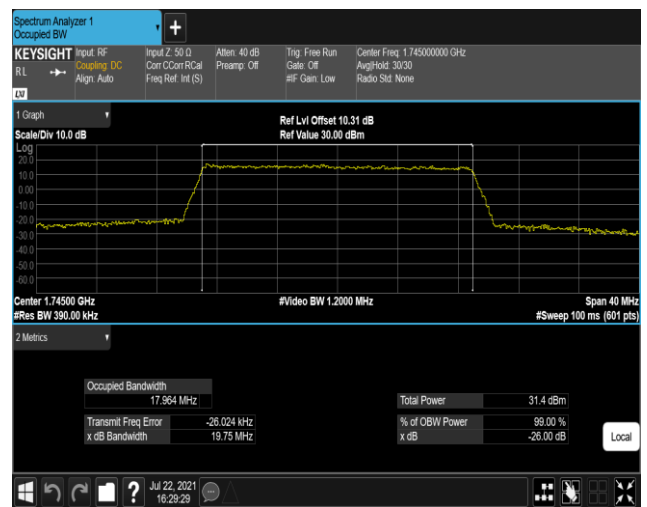 Spectrum Analyzer 1
Occupied BW
KEYSIGHT Input: RF Input Z: 50 Ω Atten: 40 dB Trig: Free Run Center Freq: 1.745000000 GHz
RL Coupling: DC Corr CCorr RCal Preamp: Off Gate: Off Avg|Hold: 30/30
Align: Auto Freq Ref: Int (S) #IF Gain: Low Radio Std: None
LXI
1 Graph Ref Lvl Offset 10.31 dB
Scale/Div 10.0 dB Ref Value 30.00 dBm
Log
20.0
10.0
0.00
-10.0
-20.0
-30.0
-40.0
-50.0
-60.0
Center 1.74500 GHz #Video BW 1.2000 MHz Span 40 MHz
#Res BW 390.00 kHz #Sweep 100 ms (601 pts)
2 Metrics
Occupied Bandwidth
17.964 MHz Total Power 31.4 dBm
Transmit Freq Error -26.024 kHz % of OBW Power 99.00 %
x dB Bandwidth 19.75 MHz x dB -26.00 dB
Local
Jul 22, 2021
16:29:29